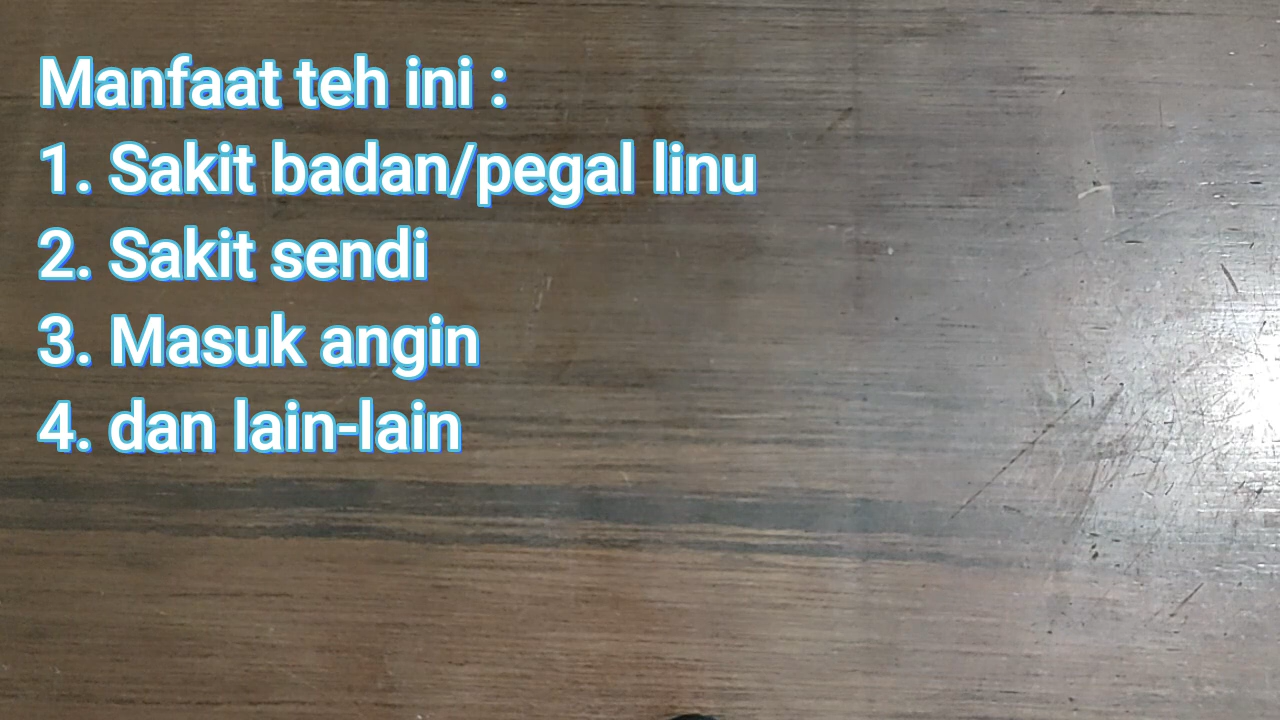 Manfaat teh ini :
1. Sakit badan/pegal linu
2. Sakit sendi
3. Masuk angin
4. dan lain-lain